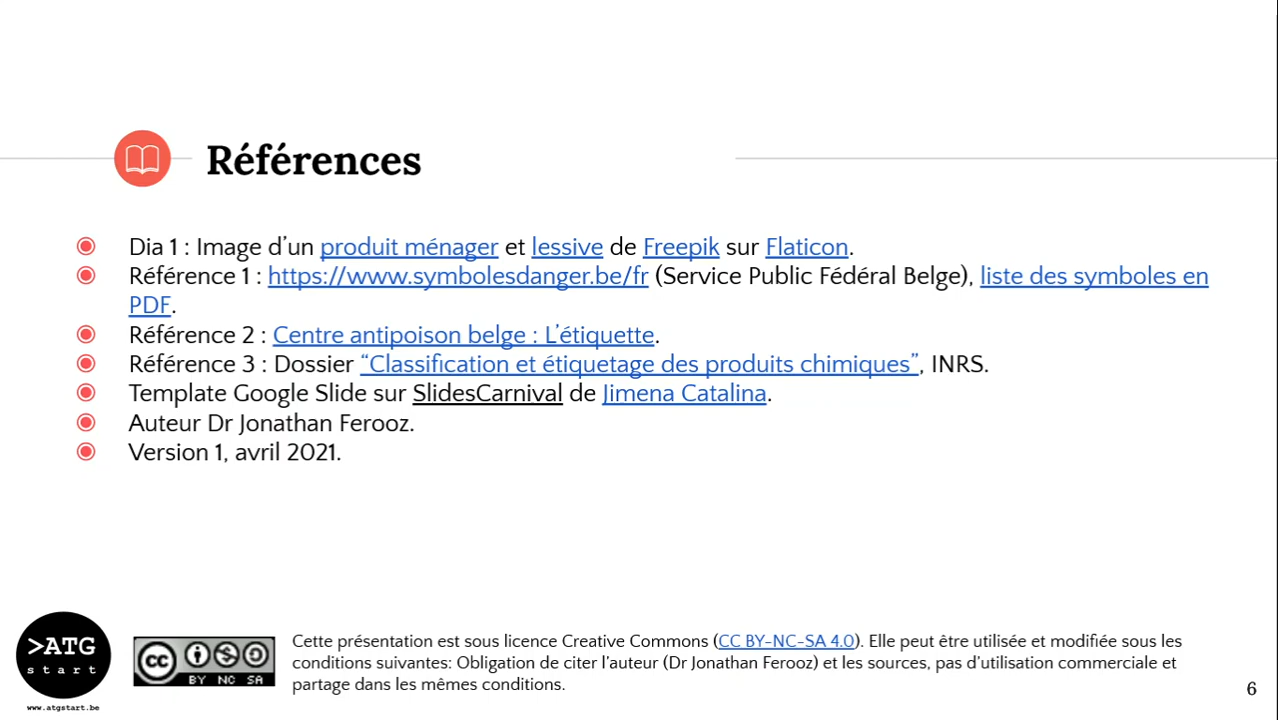 Références
Dia 1 : Image d’un produit ménager et lessive de Freepik sur Flaticon.
Référence 1 : https://www.symbolesdanger.be/fr (Service Public Fédéral Belge), liste des symboles en
PDF.
Référence 2 : Centre antipoison belge : L’étiquette.
Référence 3 : Dossier “Classification et étiquetage des produits chimiques”, INRS.
Template Google Slide sur SlidesCarnival de Jimena Catalina.
Auteur Dr Jonathan Ferooz.
Version 1, avril 2021.
>ATG
start
www.atgstart.be
cc
BY NC SA
Cette présentation est sous licence Creative Commons (CC BY-NC-SA 4.0). Elle peut être utilisée et modifiée sous les
conditions suivantes: Obligation de citer l’auteur (Dr Jonathan Ferooz) et les sources, pas d’utilisation commerciale et
partage dans les mêmes conditions.
6